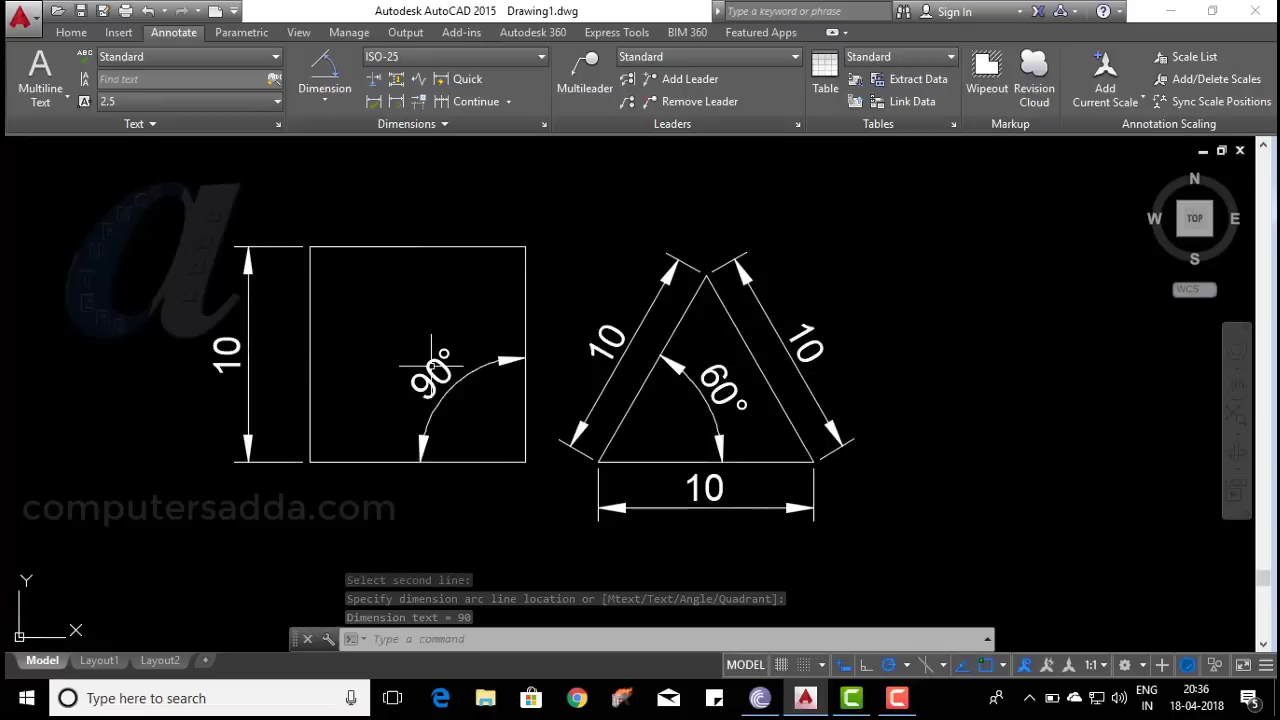 Autodesk AutoCAD 2015 Drawing1.dwg
Type a keyword or phrase
Sign In
Home Insert Annotate Parametric View Manage Output Add-ins Autodesk 360 Express Tools BIM 360 Featured Apps
Multiline
Text
ABC
Standard
Find text
2.5
Text
Dimension
ISO-25
Quick
Continue
Dimensions
Multileader
Standard
Add Leader
Remove Leader
Leaders
Table
Standard
Extract Data
Link Data
Tables
Wipeout
Revision
Cloud
Markup
Add
Current Scale
Scale List
Add/Delete Scales
Sync Scale Positions
Annotation Scaling
N
W TOP E
S
WCS
10
90°
10
60°
10
10
computersadda.com
Y
X
Select second line:
Specify dimension arc line location or [Mtext/Text/Angle/Quadrant]:
Dimension text = 90
Type a command
Model Layout1 Layout2 +
MODEL 1:1
Type here to search
ENG
IN
20:36
18-04-2018
5